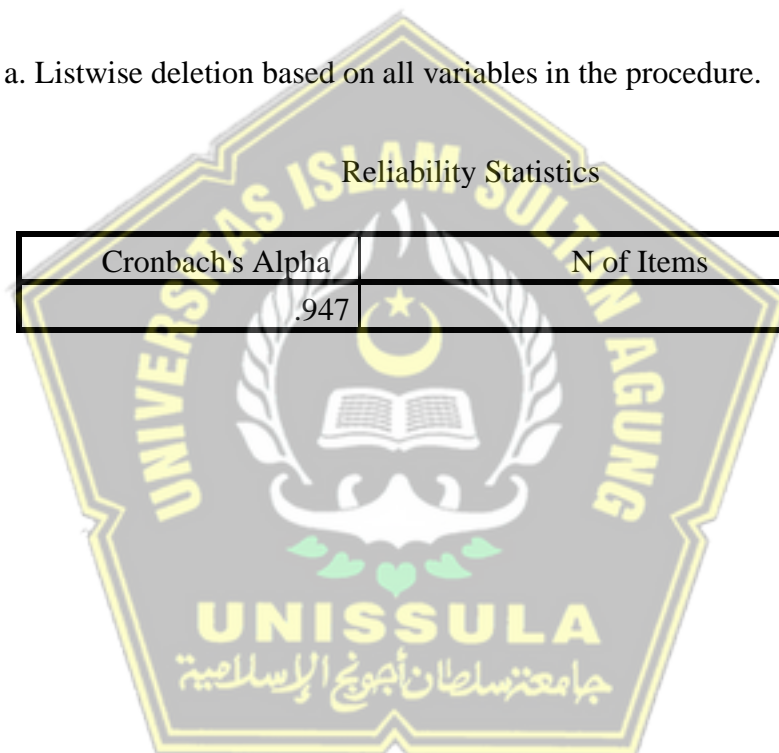 a. Listwise deletion based on all variables in the procedure.
Reliability Statistics
Cronbach's Alpha N of Items
.947
UNIVERSITAS ISLAM SULTAN AGUNG
UNISSULA
جامعة سلطان أجونج الإسلامية